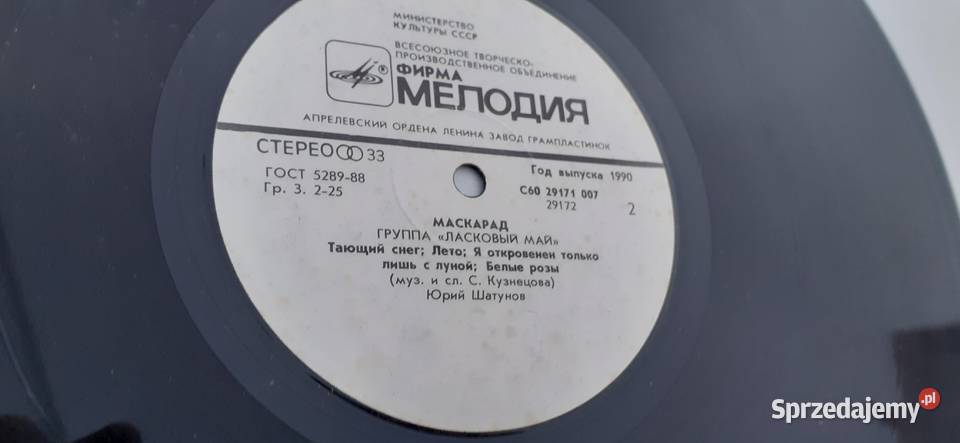 МИНИСТЕРСТВО
КУЛЬТУРЫ СССР
ВСЕСОЮЗНОЕ ТВОРЧЕСКО-
ПРОИЗВОДСТВЕННОЕ ОБЪЕДИНЕНИЕ
®
ФИРМА
МЕЛОДИЯ
АПРЕЛЕВСКИЙ ОРДЕНА ЛЕНИНА ЗАВОД ГРАМПЛАСТИНОК
СТЕРЕО 33
Год выпуска 1990
ГОСТ 5289-88
С60 29171 007
Гр. 3. 2-25
29172
2
МАСКАРАД
ГРУППА «ЛАСКОВЫЙ МАЙ»
Тающий снег; Лето; Я откровенен только
лишь с луной; Белые розы
(муз. и сл. С. Кузнецова)
Юрий Шатунов
Sprzedajemy.pl